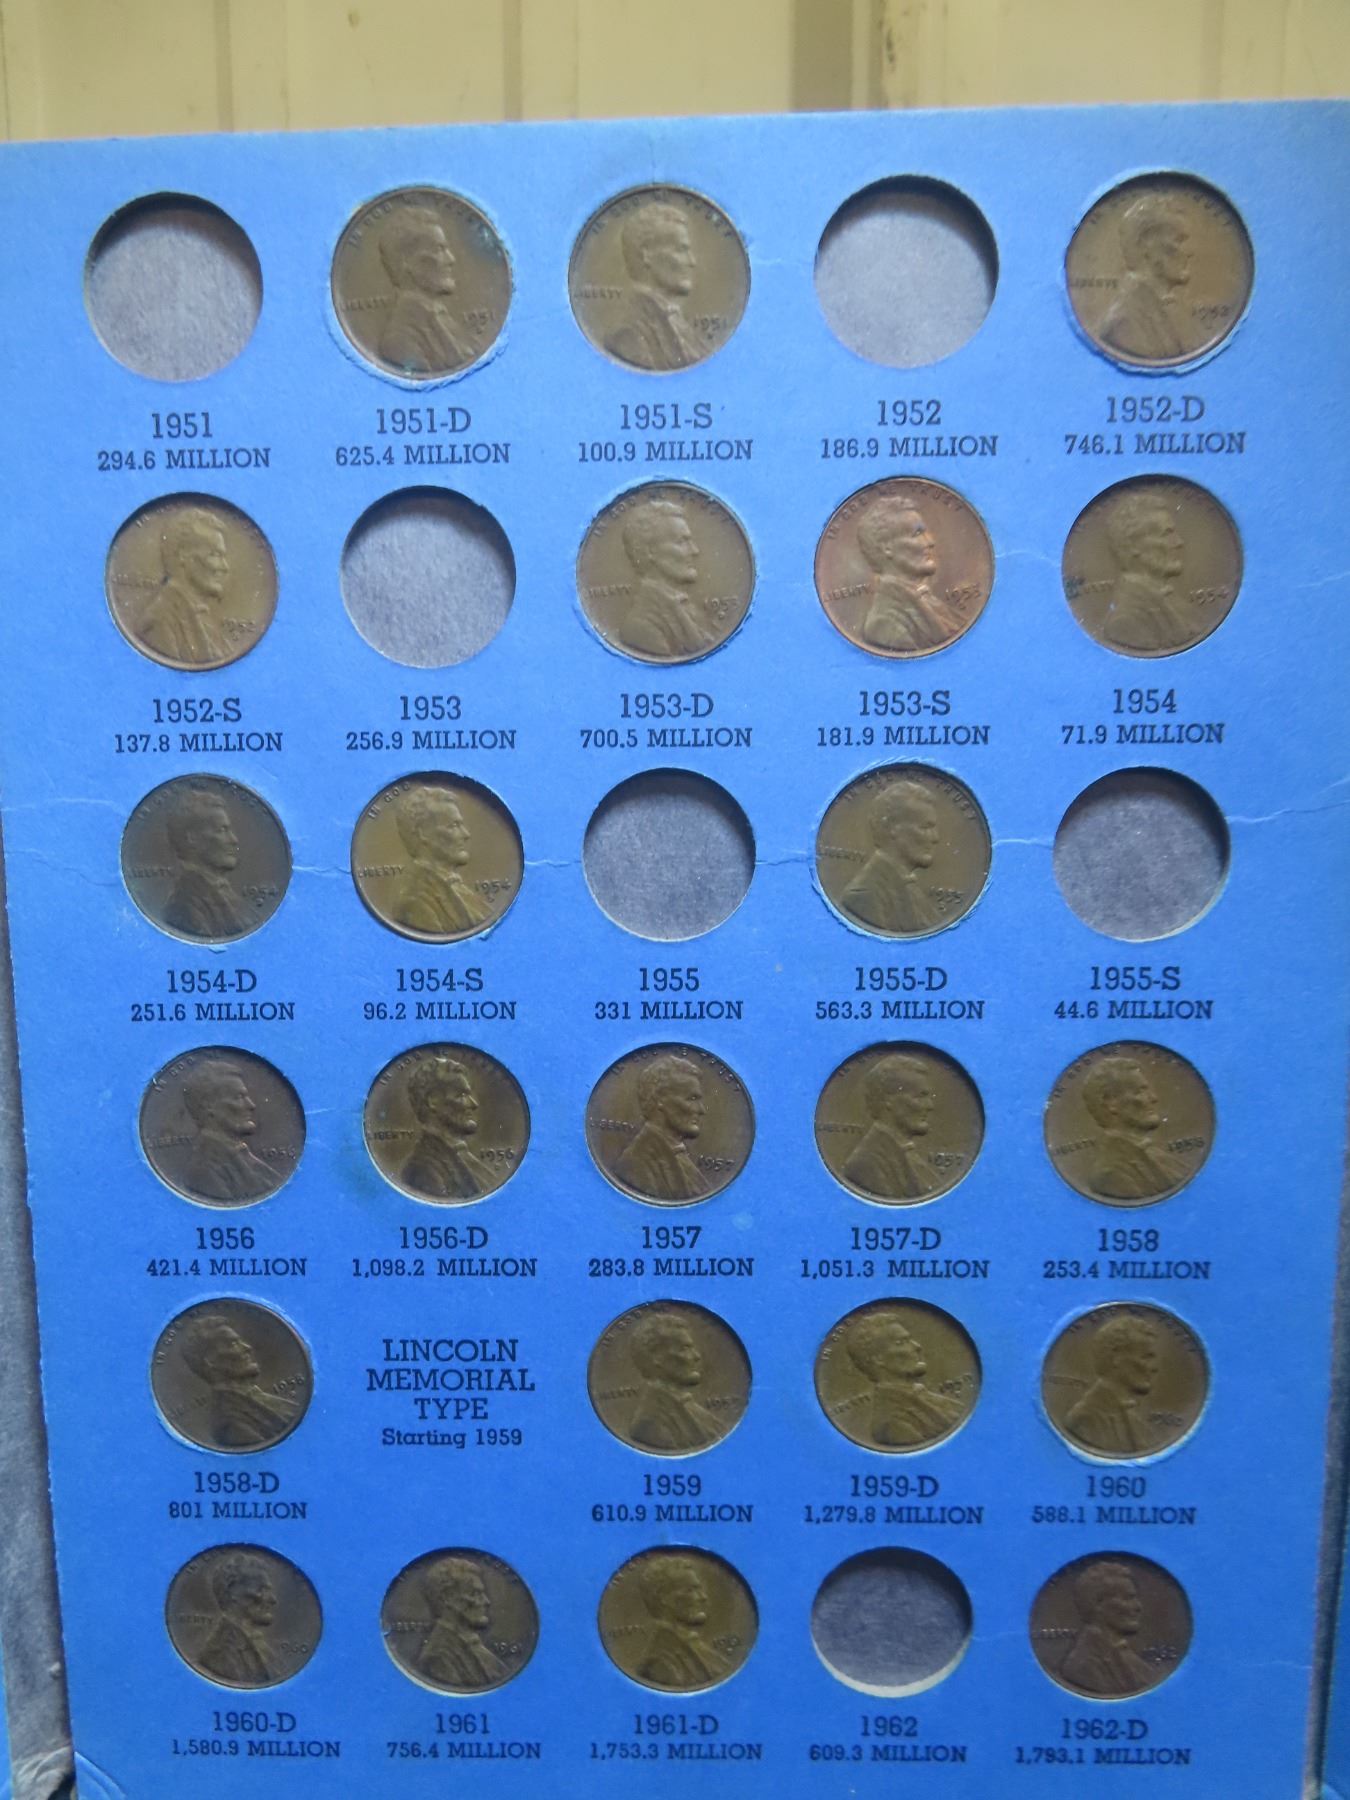 1951 1951-D 1951-S 1952 1952-D
294.6 MILLION 625.4 MILLION 100.9 MILLION 186.9 MILLION 746.1 MILLION
1952-S 1953 1953-D 1953-S 1954
137.8 MILLION 256.9 MILLION 700.5 MILLION 181.9 MILLION 71.9 MILLION
1954-D 1954-S 1955 1955-D 1955-S
251.6 MILLION 96.2 MILLION 331 MILLION 563.3 MILLION 44.6 MILLION
1956 1956-D 1957 1957-D 1958
421.4 MILLION 1,098.2 MILLION 283.8 MILLION 1,051.3 MILLION 253.4 MILLION
LINCOLN
MEMORIAL
TYPE
Starting 1959
1958-D 1959 1959-D 1960
801 MILLION 610.9 MILLION 1,279.8 MILLION 588.1 MILLION
1960-D 1961 1961-D 1962 1962-D
1,580.9 MILLION 756.4 MILLION 1,753.3 MILLION 609.3 MILLION 1,793.1 MILLION